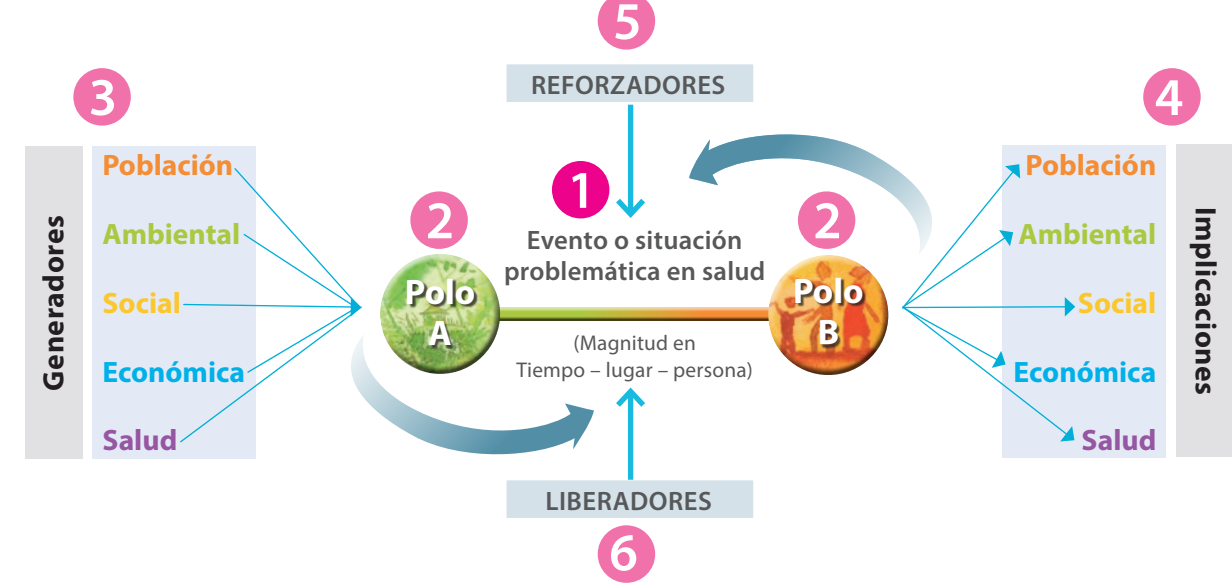 5
REFORZADORES
3
4
Generadores
Población
Ambiental
Social
Económica
Salud
1
2
2
Evento o situación
problemática en salud
Polo
A
Polo
B
(Magnitud en
Tiempo – lugar – persona)
Población
Ambiental
Social
Económica
Salud
Implicaciones
LIBERADORES
6